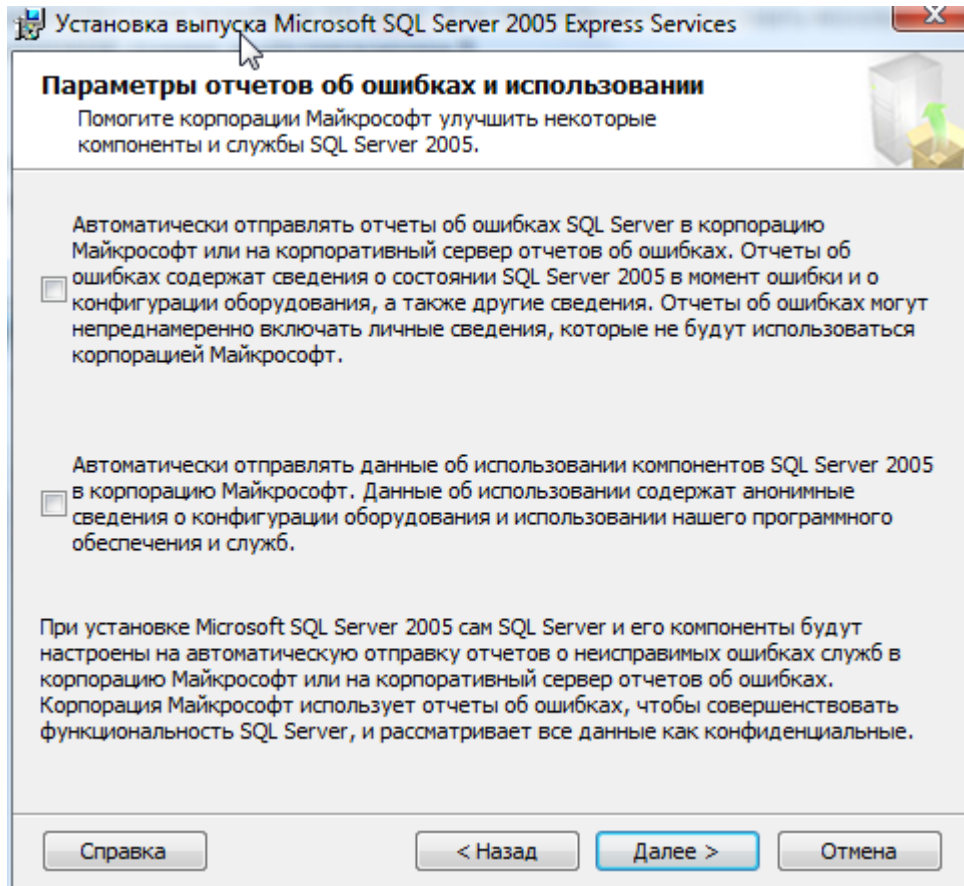 Установка выпуска Microsoft SQL Server 2005 Express Services
Параметры отчетов об ошибках и использовании
Помогите корпорации Майкрософт улучшить некоторые
компоненты и службы SQL Server 2005.
Автоматически отправлять отчеты об ошибках SQL Server в корпорацию
Майкрософт или на корпоративный сервер отчетов об ошибках. Отчеты об
ошибках содержат сведения о состоянии SQL Server 2005 в момент ошибки и о
конфигурации оборудования, а также другие сведения. Отчеты об ошибках могут
непреднамеренно включать личные сведения, которые не будут использоваться
корпорацией Майкрософт.
Автоматически отправлять данные об использовании компонентов SQL Server 2005
в корпорацию Майкрософт. Данные об использовании содержат анонимные
сведения о конфигурации оборудования и использовании нашего программного
обеспечения и служб.
При установке Microsoft SQL Server 2005 сам SQL Server и его компоненты будут
настроены на автоматическую отправку отчетов о неисправимых ошибках служб в
корпорацию Майкрософт или на корпоративный сервер отчетов об ошибках.
Корпорация Майкрософт использует отчеты об ошибках, чтобы совершенствовать
функциональность SQL Server, и рассматривает все данные как конфиденциальные.
Справка
< Назад
Далее >
Отмена